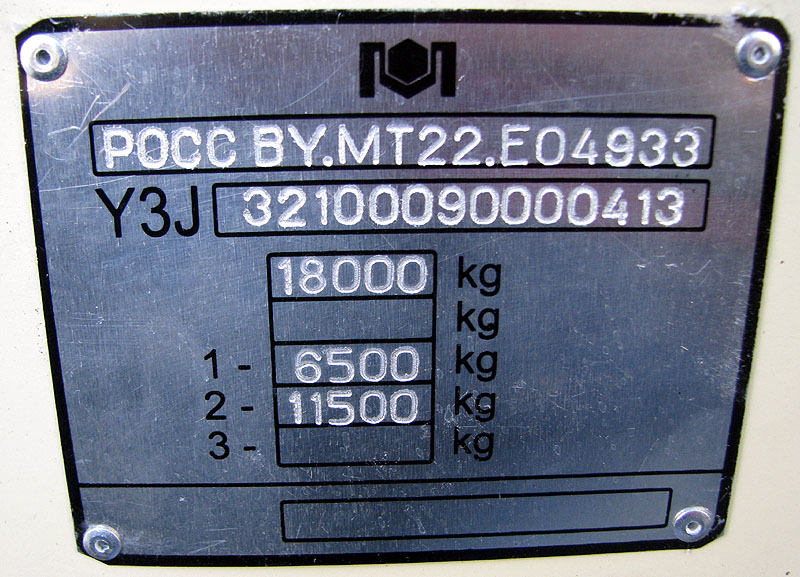 РОСС BY.MT22.E04933
Y3J 32100090000413
18000 kg
kg
1 - 6500 kg
2 - 11500 kg
3 - kg